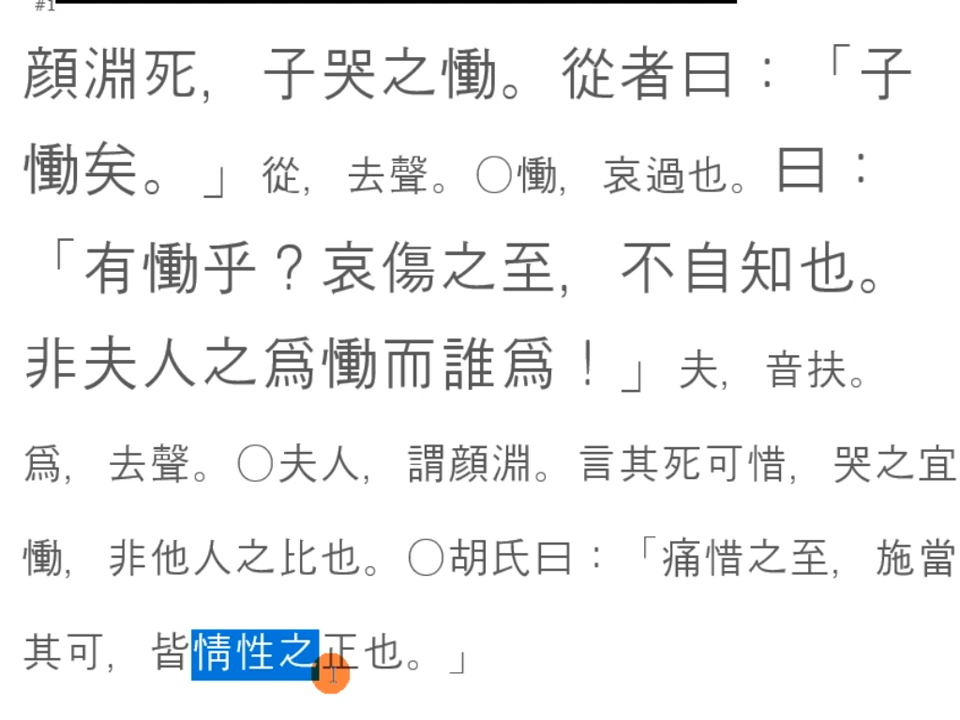 #1
顏淵死，子哭之慟。從者曰：「子
慟矣。」從，去聲。○慟，哀過也。曰：
「有慟乎？哀傷之至，不自知也。
非夫人之爲慟而誰爲！」夫，音扶。
爲，去聲。○夫人，謂顏淵。言其死可惜，哭之宜
慟，非他人之比也。○胡氏曰：「痛惜之至，施當
其可，皆情性之正也。」